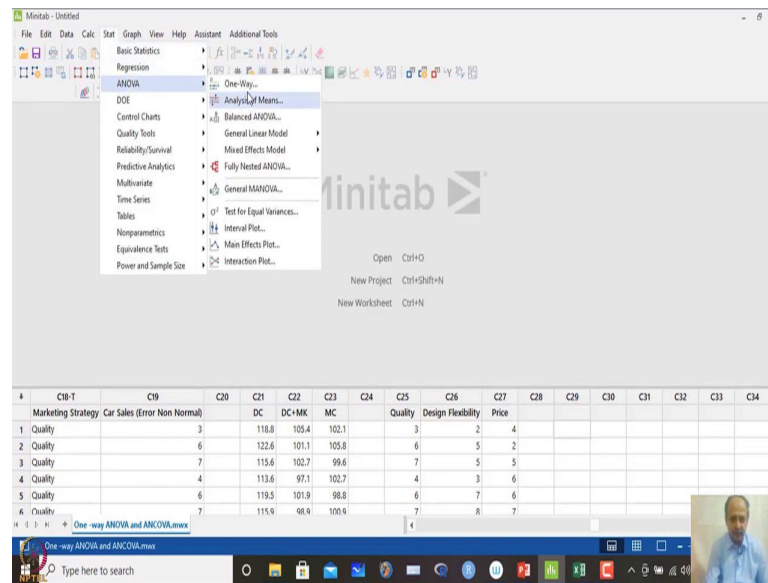 Minitab - Untitled
File Edit Data Calc Stat Graph View Help Assistant Additional Tools
Basic Statistics
Regression
ANOVA
DOE
Control Charts
Quality Tools
Reliability/Survival
Predictive Analytics
Multivariate
Time Series
Tables
Nonparametrics
Equivalence Tests
Power and Sample Size
One-Way...
Analysis of Means...
Balanced ANOVA...
General Linear Model
Mixed Effects Model
Fully Nested ANOVA...
General MANOVA...
Test for Equal Variances...
Interval Plot...
Main Effects Plot...
Interaction Plot...
Minitab
Open Ctrl+O
New Project Ctrl+Shift+N
New Worksheet Ctrl+N
C18-T C19 C20 C21 C22 C23 C24 C25 C26 C27 C28 C29 C30 C31 C32 C33 C34
Marketing Strategy Car Sales (Error Non Normal) DC DC+MK MC Quality Design Flexibility Price
1 Quality 3 118.8 105.4 102.1 3 2 4
2 Quality 6 122.6 101.1 105.8 6 5 2
3 Quality 7 115.6 102.7 99.6 7 5 5
4 Quality 4 113.6 97.1 102.7 4 3 6
5 Quality 6 119.5 101.9 98.8 6 7 6
6 Quality 7 115.9 98.9 100.9 7 8 7
One -way ANOVA and ANCOVA.mwx
One -way ANOVA and ANCOVA.mwx
Type here to search
NPTEL